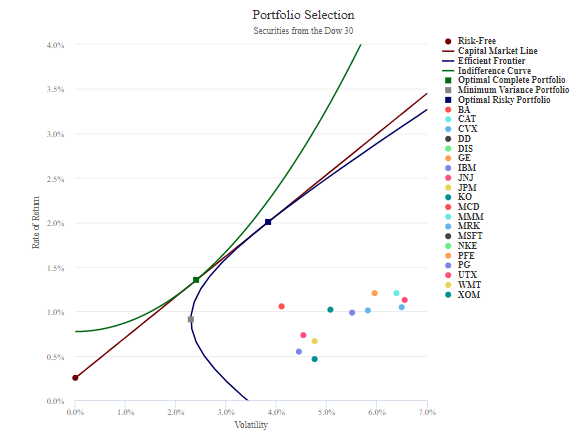 Portfolio Selection
Securities from the Dow 30
4.0%
3.5%
3.0%
2.5%
2.0%
1.5%
1.0%
0.5%
0.0%
Rate of Return
0.0% 1.0% 2.0% 3.0% 4.0% 5.0% 6.0% 7.0%
Volatility
Risk-Free
Capital Market Line
Efficient Frontier
Indifference Curve
Optimal Complete Portfolio
Minimum Variance Portfolio
Optimal Risky Portfolio
BA
CAT
CVX
DD
DIS
GE
IBM
JNJ
JPM
KO
MCD
MMM
MRK
MSFT
NKE
PFE
PG
UTX
WMT
XOM